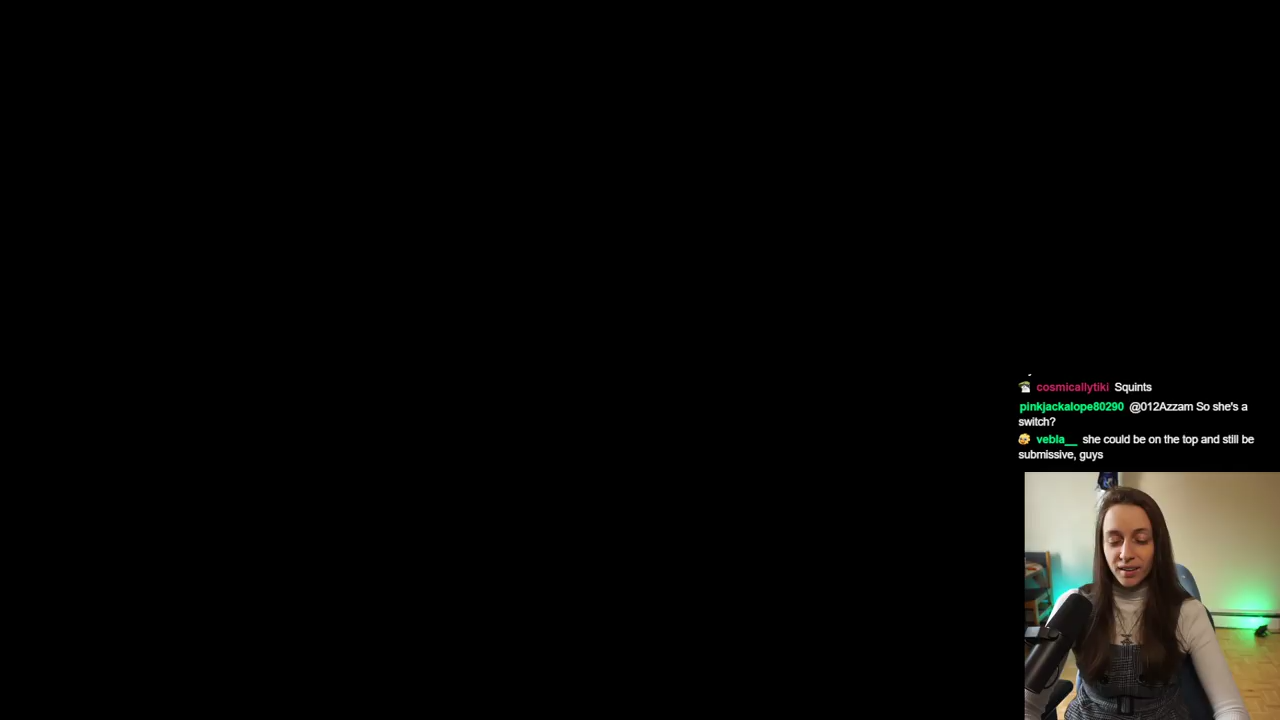 cosmicallytiki Squints
pinkjackalope80290 @012Azzam So she's a
switch?
vebla__ she could be on the top and still be
submissive, guys